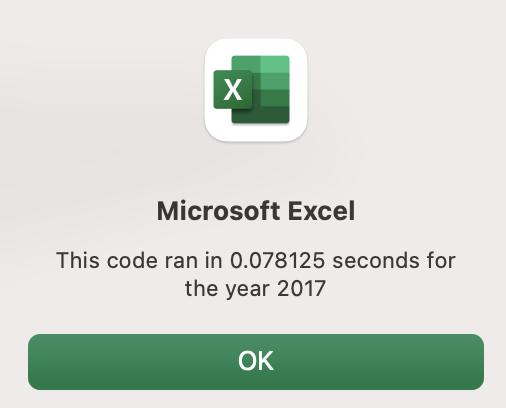 X
Microsoft Excel
This code ran in 0.078125 seconds for
the year 2017
OK